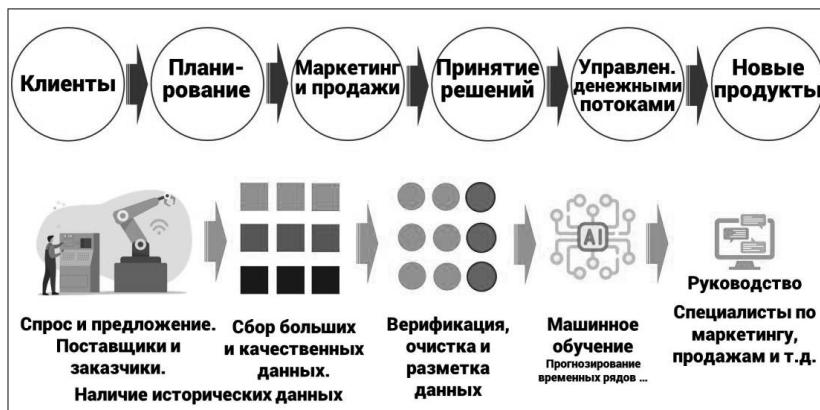 Клиенты
Плани-
рование
Маркетинг
и продажи
Принятие
решений
Управлен.
денежными
потоками
Новые
продукты
AI
Спрос и предложение.
Поставщики и
заказчики.
Наличие исторических данных
Сбор больших
и качественных
данных.
Верификация,
очистка и
разметка
данных
Машинное
обучение
Прогнозирование
временных рядов ...
Руководство
Специалисты по
маркетингу,
продажам и т.д.